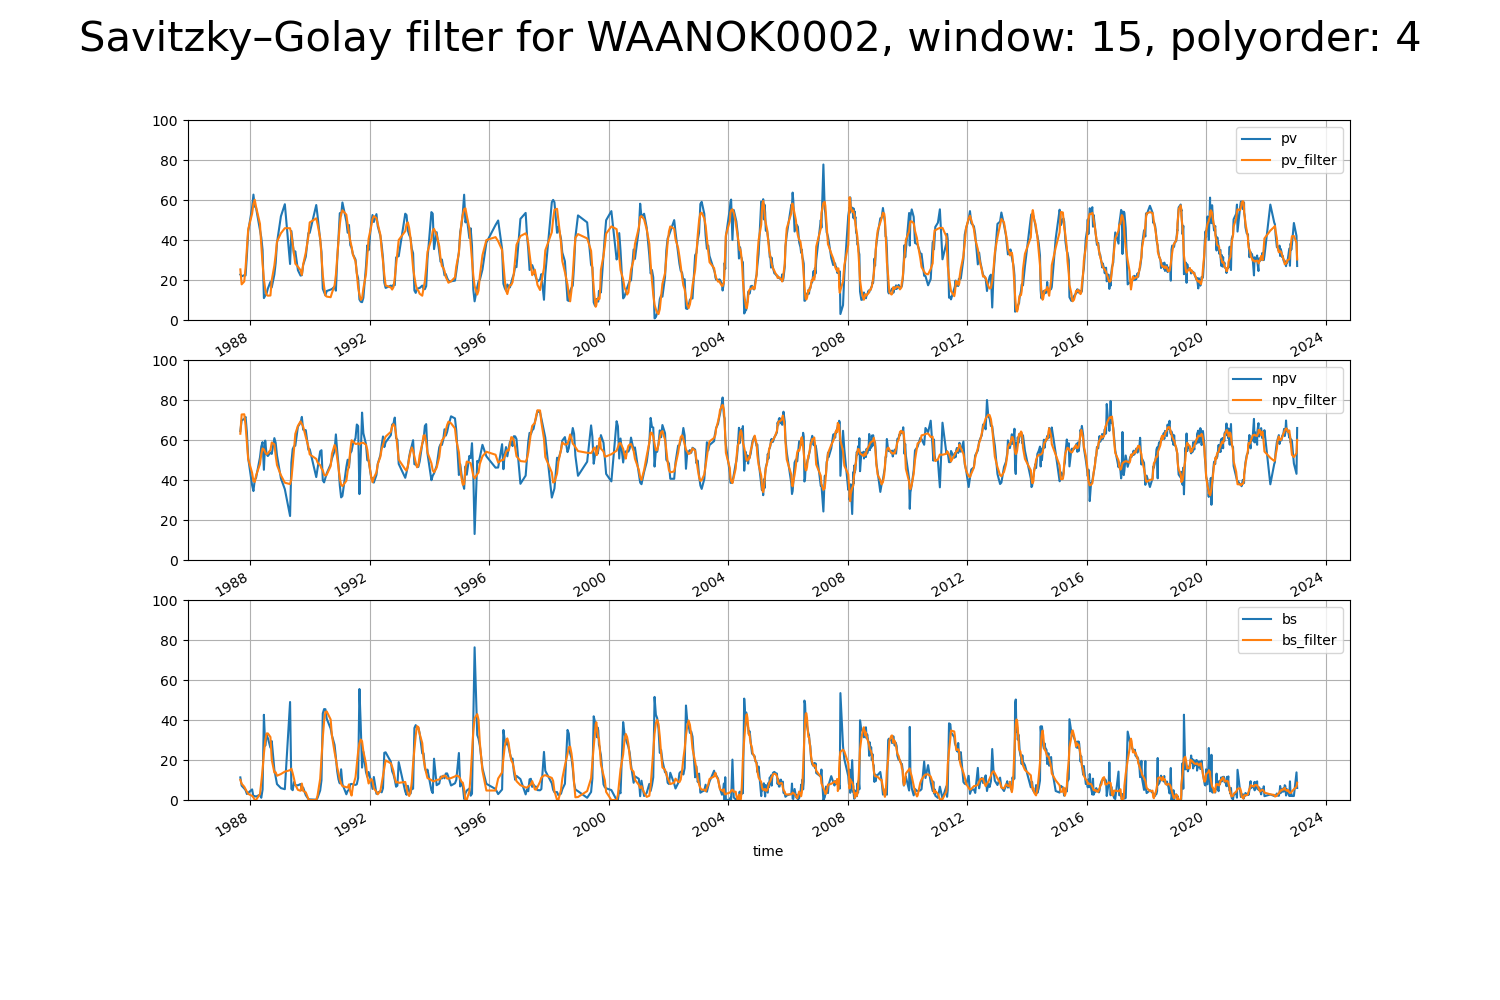 Savitzky–Golay filter for WAANOK0002, window: 15, polyorder: 4
100
80
60
40
20
0
pv
pv_filter
1988 1992 1996 2000 2004 2008 2012 2016 2020 2024
100
80
60
40
20
0
npv
npv_filter
1988 1992 1996 2000 2004 2008 2012 2016 2020 2024
100
80
60
40
20
0
bs
bs_filter
1988 1992 1996 2000 2004 2008 2012 2016 2020 2024
time